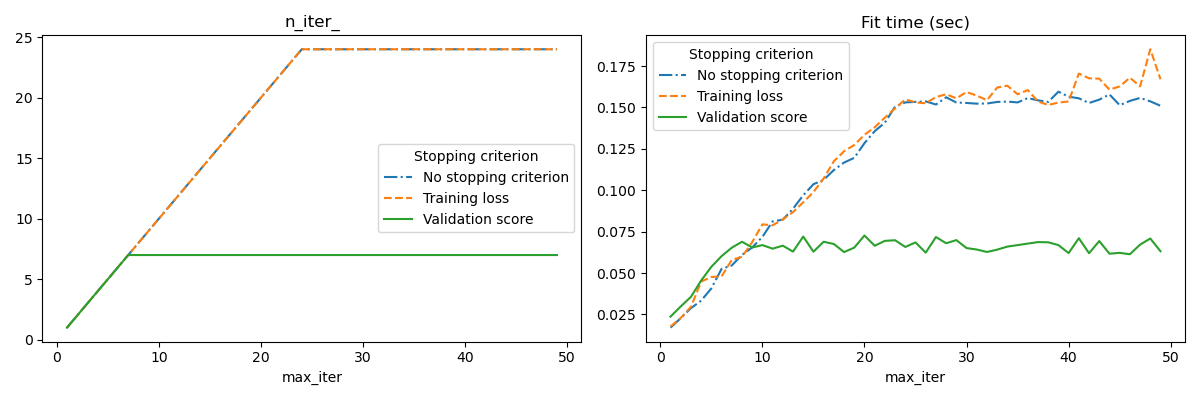 n_iter_
25
20
15
10
5
0
Stopping criterion
No stopping criterion
Training loss
Validation score
0 10 20 30 40 50
max_iter
Fit time (sec)
0.175
0.150
0.125
0.100
0.075
0.050
0.025
Stopping criterion
No stopping criterion
Training loss
Validation score
0 10 20 30 40 50
max_iter